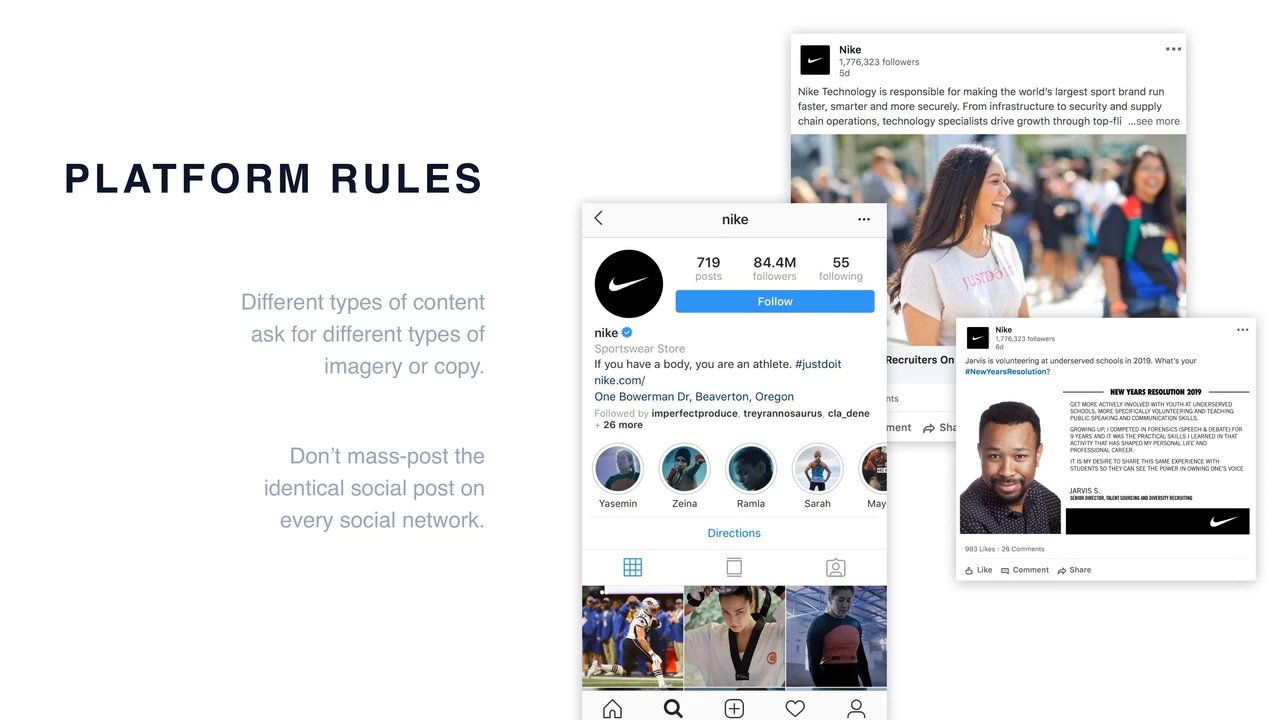 PLATFORM RULES
Different types of content
ask for different types of
imagery or copy.
Don’t mass-post the
identical social post on
every social network.
Nike
1,776,323 followers
5d
Nike Technology is responsible for making the world’s largest sport brand run
faster, smarter and more securely. From infrastructure to security and supply
chain operations, technology specialists drive growth through top-fli ...see more
JUSTDOIT
Recruiters On
nts
ment Sha
nike
719 84.4M 55
posts followers following
Follow
nike
Sportswear Store
If you have a body, you are an athlete. #justdoit
nike.com/
One Bowerman Dr, Beaverton, Oregon
Followed by imperfectproduce, treyrannosaurus, cla_dene
+ 26 more
Yasemin Zeina Ramla Sarah May
Directions
Nike
1,776,323 followers
6d
Jarvis is volunteering at underserved schools in 2019. What's your
#NewYearsResolution?
NEW YEARS RESOLUTION 2019
GET MORE ACTIVELY INVOLVED WITH YOUTH AT UNDERSERVED
SCHOOLS, MORE SPECIFICALLY VOLUNTEERING AND TEACHING
PUBLIC SPEAKING AND COMMUNICATION SKILLS.
GROWING UP, I COMPETED IN FORENSICS (SPEECH & DEBATE) FOR
9 YEARS AND IT WAS THE PRACTICAL SKILLS I LEARNED IN THAT
ACTIVITY THAT HAS SHAPED MY PERSONAL LIFE AND
PROFESSIONAL CAREER.
IT IS MY DESIRE TO SHARE THIS SAME EXPERIENCE WITH
STUDENTS SO THEY CAN SEE THE POWER IN OWNING ONE'S VOICE
JARVIS S.
SENIOR DIRECTOR, TALENT SOURCING AND DIVERSITY RECRUITING
993 Likes · 26 Comments
Like Comment Share